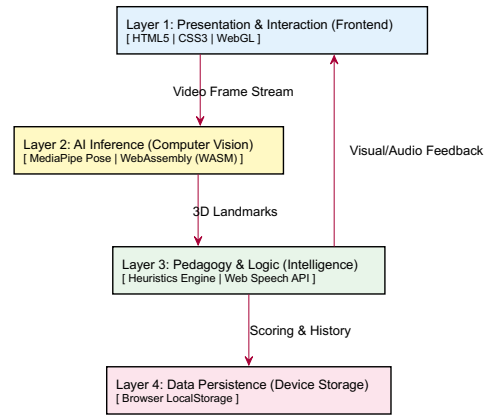 Layer 1: Presentation & Interaction (Frontend)
[ HTML5 | CSS3 | WebGL ]
Video Frame Stream
Layer 2: AI Inference (Computer Vision)
[ MediaPipe Pose | WebAssembly (WASM) ]
Visual/Audio Feedback
3D Landmarks
Layer 3: Pedagogy & Logic (Intelligence)
[ Heuristics Engine | Web Speech API ]
Scoring & History
Layer 4: Data Persistence (Device Storage)
[ Browser LocalStorage ]